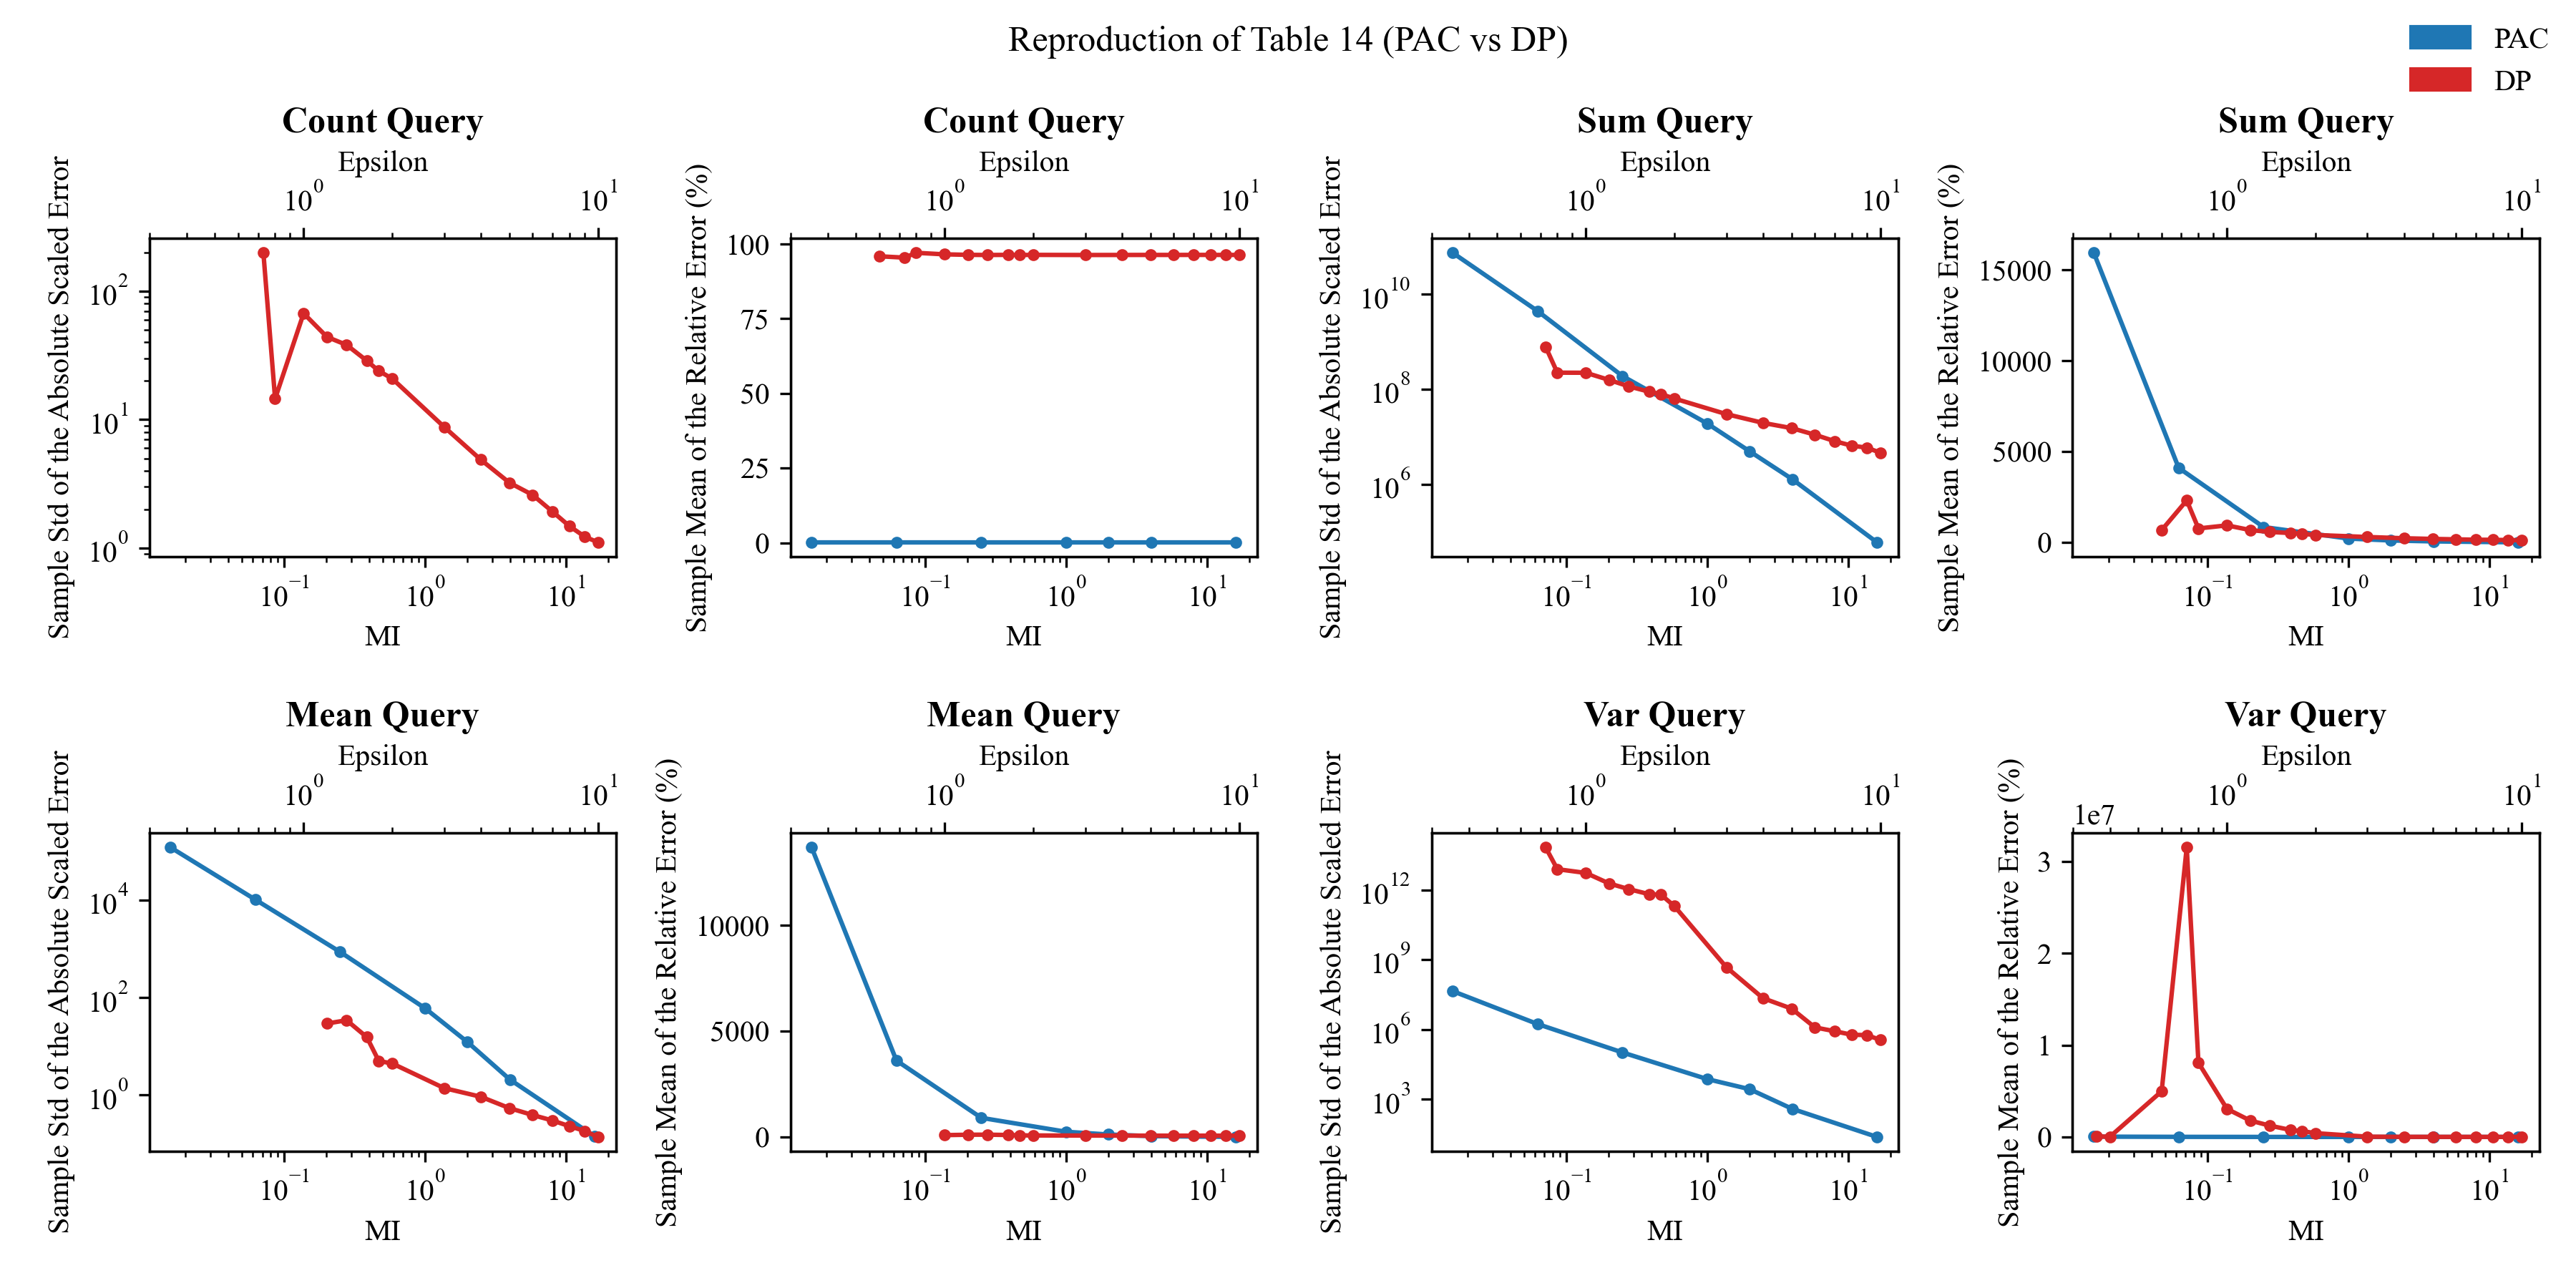 Reproduction of Table 14 (PAC vs DP)
PAC
DP
Count Query
Epsilon
10^0 10^1
Sample Std of the Absolute Scaled Error
10^2
10^1
10^0
10^−1 10^0 10^1
MI
Count Query
Epsilon
10^0 10^1
Sample Mean of the Relative Error (%)
100
75
50
25
0
10^−1 10^0 10^1
MI
Sum Query
Epsilon
10^0 10^1
Sample Std of the Absolute Scaled Error
10^10
10^8
10^6
10^−1 10^0 10^1
MI
Sum Query
Epsilon
10^0 10^1
Sample Mean of the Relative Error (%)
15000
10000
5000
0
10^−1 10^0 10^1
MI
Mean Query
Epsilon
10^0 10^1
Sample Std of the Absolute Scaled Error
10^4
10^2
10^0
10^−1 10^0 10^1
MI
Mean Query
Epsilon
10^0 10^1
Sample Mean of the Relative Error (%)
10000
5000
0
10^−1 10^0 10^1
MI
Var Query
Epsilon
10^0 10^1
Sample Std of the Absolute Scaled Error
10^12
10^9
10^6
10^3
10^−1 10^0 10^1
MI
Var Query
Epsilon
10^0 10^1
1e7
Sample Mean of the Relative Error (%)
3
2
1
0
10^−1 10^0 10^1
MI